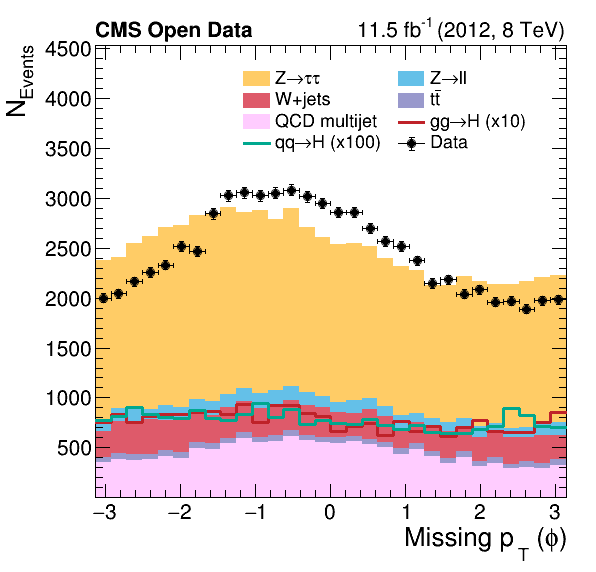 CMS Open Data 11.5 fb⁻¹ (2012, 8 TeV)
N_Events
4500
4000
3500
3000
2500
2000
1500
1000
500
Z→ττ Z→ll
W+jets tt̄
QCD multijet gg→H (x10)
qq→H (x100) Data
−3 −2 −1 0 1 2 3
Missing p_T (ϕ)